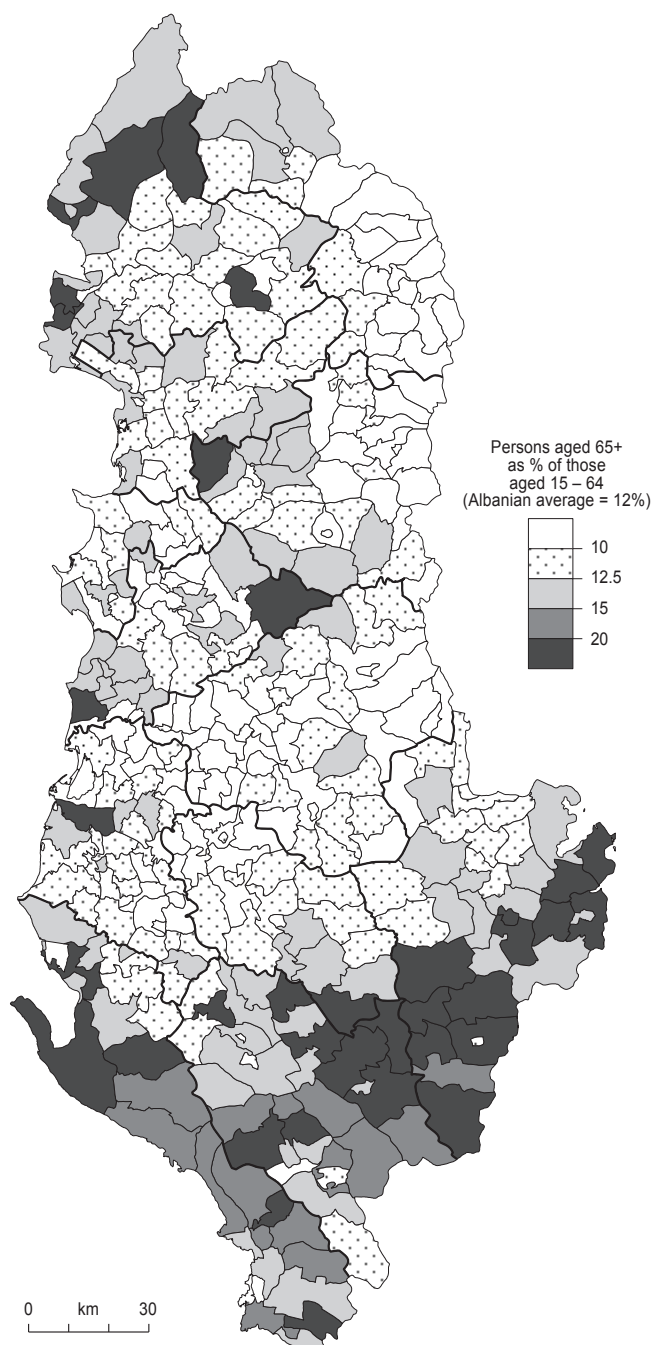 Persons aged 65+
as % of those
aged 15 – 64
(Albanian average = 12%)
10
12.5
15
20
0 km 30